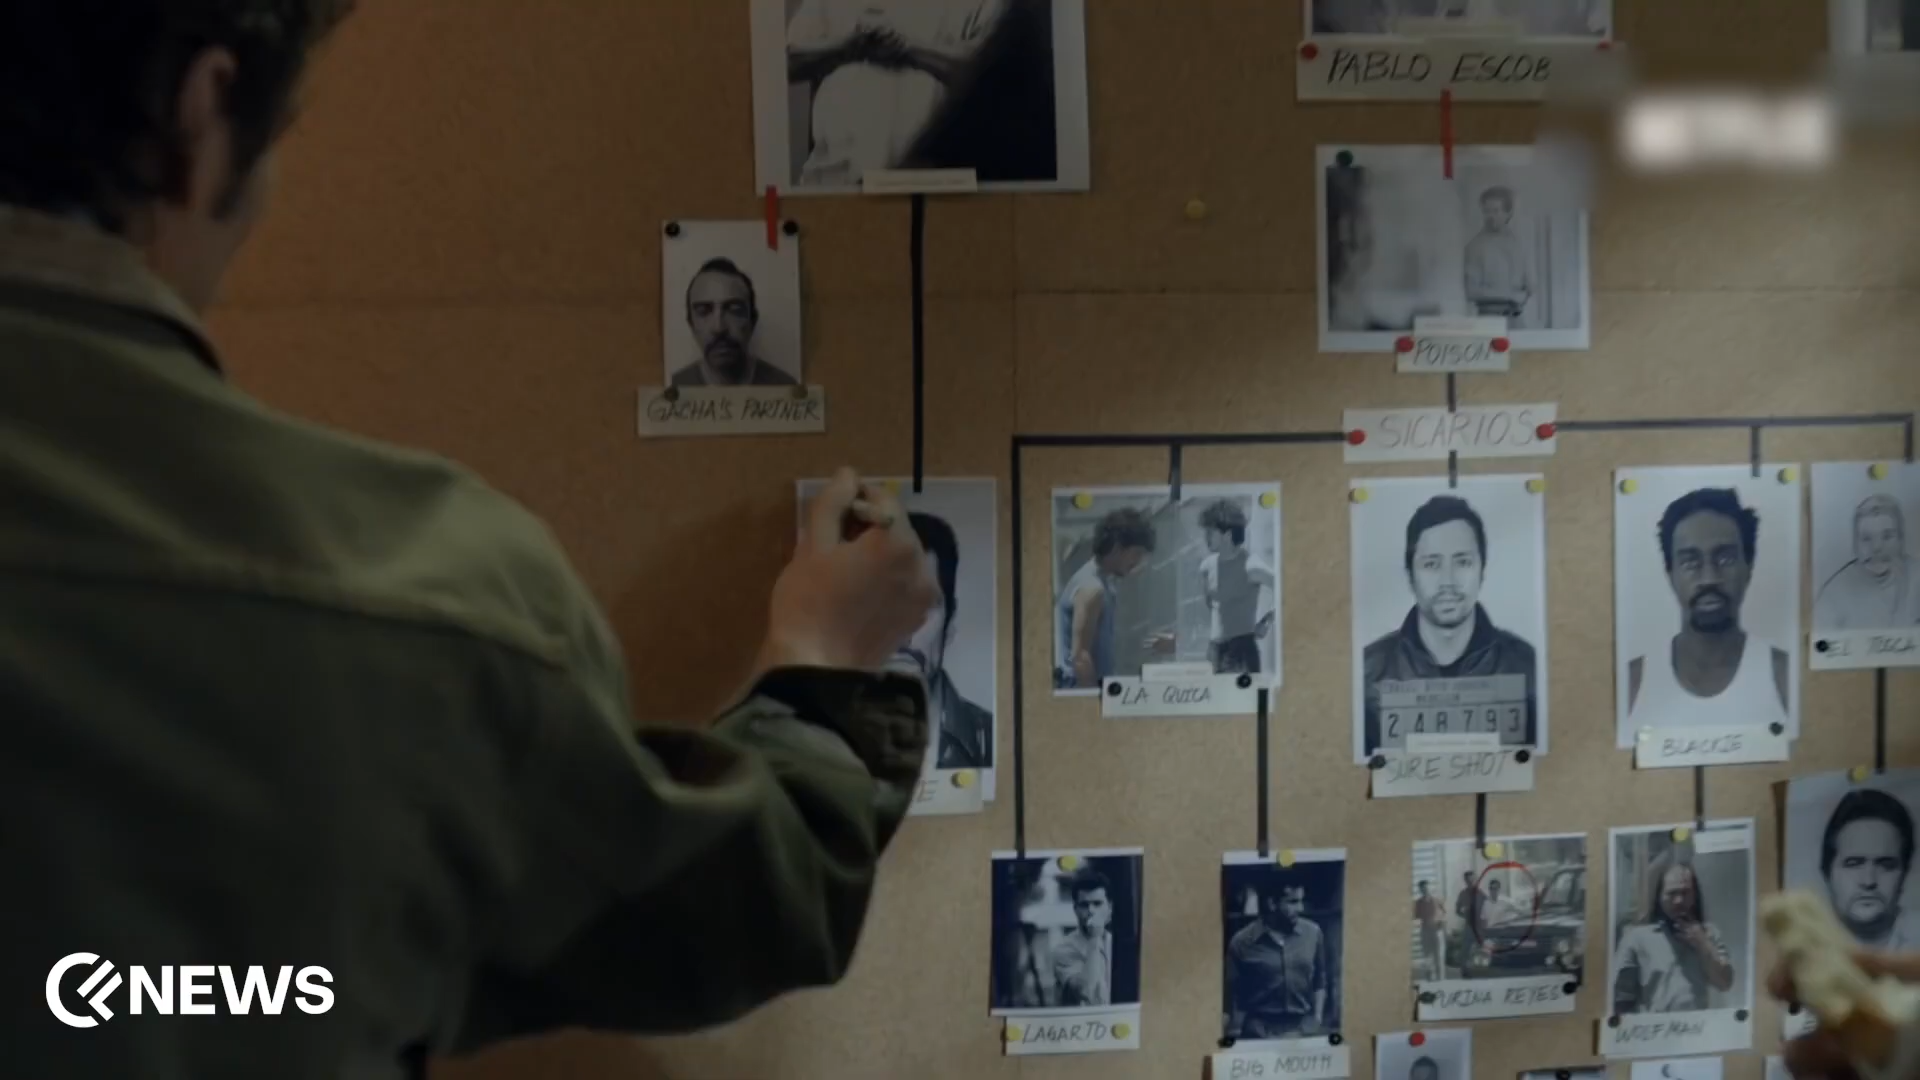 PABLO ESCOB
GACHA'S PARTNER
POISON
SICARIOS
LA QUICA
248793
SURE SHOT
BLACKIE
EL TOCA
LAGARTO
BIG MOUTH
PURINA REYES
WOLFMAN
NEWS